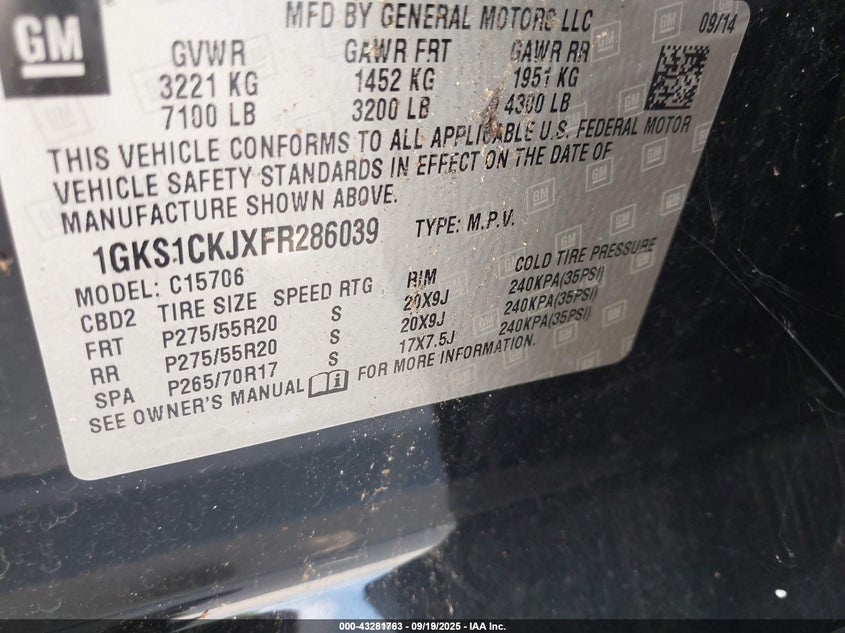 GM
MFD BY GENERAL MOTORS LLC 09/14
GVWR GAWR FRT GAWR RR
3221 KG 1452 KG 1951 KG
7100 LB 3200 LB 4300 LB
THIS VEHICLE CONFORMS TO ALL APPLICABLE U.S. FEDERAL MOTOR
VEHICLE SAFETY STANDARDS IN EFFECT ON THE DATE OF
MANUFACTURE SHOWN ABOVE.
1GKS1CKJXFR286039 TYPE: M.P.V.
MODEL: C15706
CBD2 TIRE SIZE SPEED RTG RIM COLD TIRE PRESSURE
FRT P275/55R20 S 20X9J 240KPA(35PSI)
RR P275/55R20 S 20X9J 240KPA(35PSI)
SPA P265/70R17 S 17X7.5J 240KPA(35PSI)
SEE OWNER'S MANUAL FOR MORE INFORMATION.
000-43281763 - 09/19/2025 - IAA Inc.